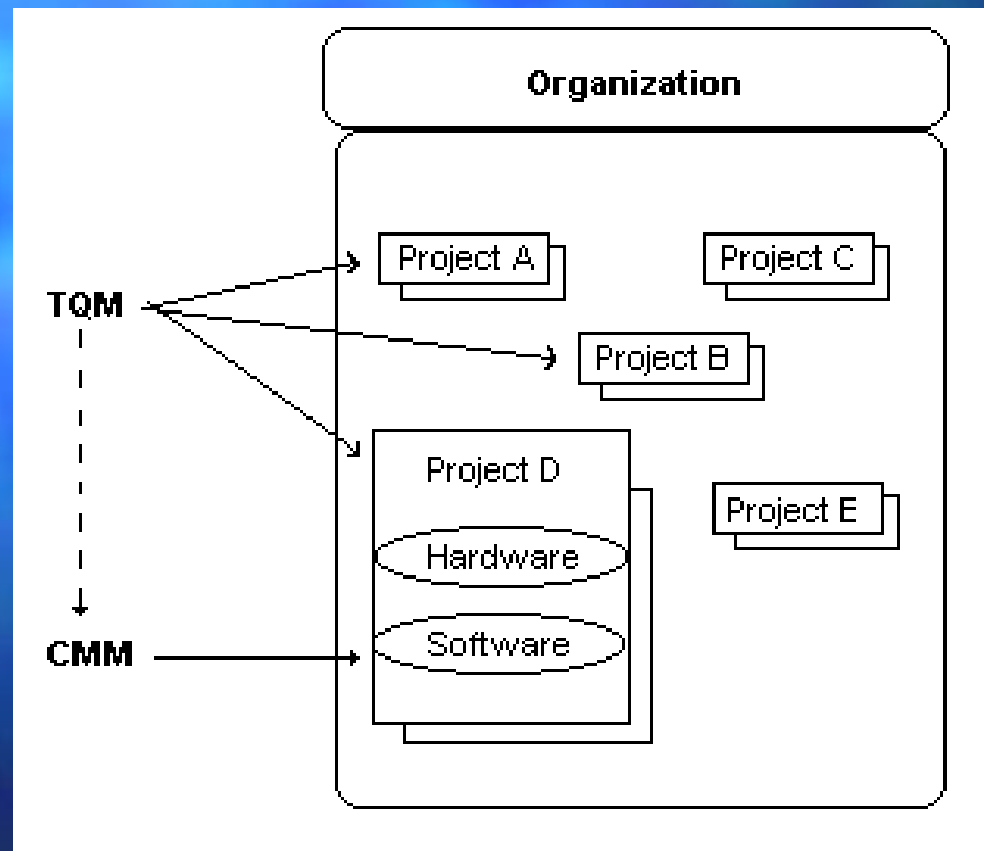 Organization
Project A
Project C
TQM
Project B
Project D
Project E
Hardware
Software
CMM